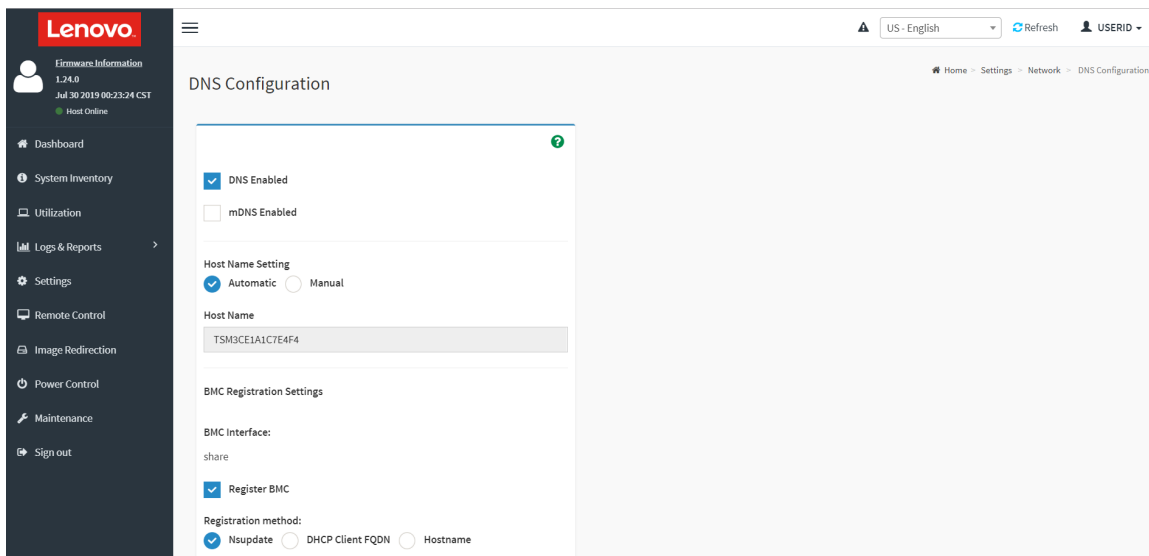 Lenovo.
US - English
Refresh
USERID
Firmware Information
1.24.0
Jul 30 2019 00:23:24 CST
Host Online
Home > Settings > Network > DNS Configuration
DNS Configuration
Dashboard
System Inventory
Utilization
Logs & Reports
Settings
Remote Control
Image Redirection
Power Control
Maintenance
Sign out
DNS Enabled
mDNS Enabled
Host Name Setting
Automatic Manual
Host Name
TSM3CE1A1C7E4F4
BMC Registration Settings
BMC Interface:
share
Register BMC
Registration method:
Nsupdate DHCP Client FQDN Hostname